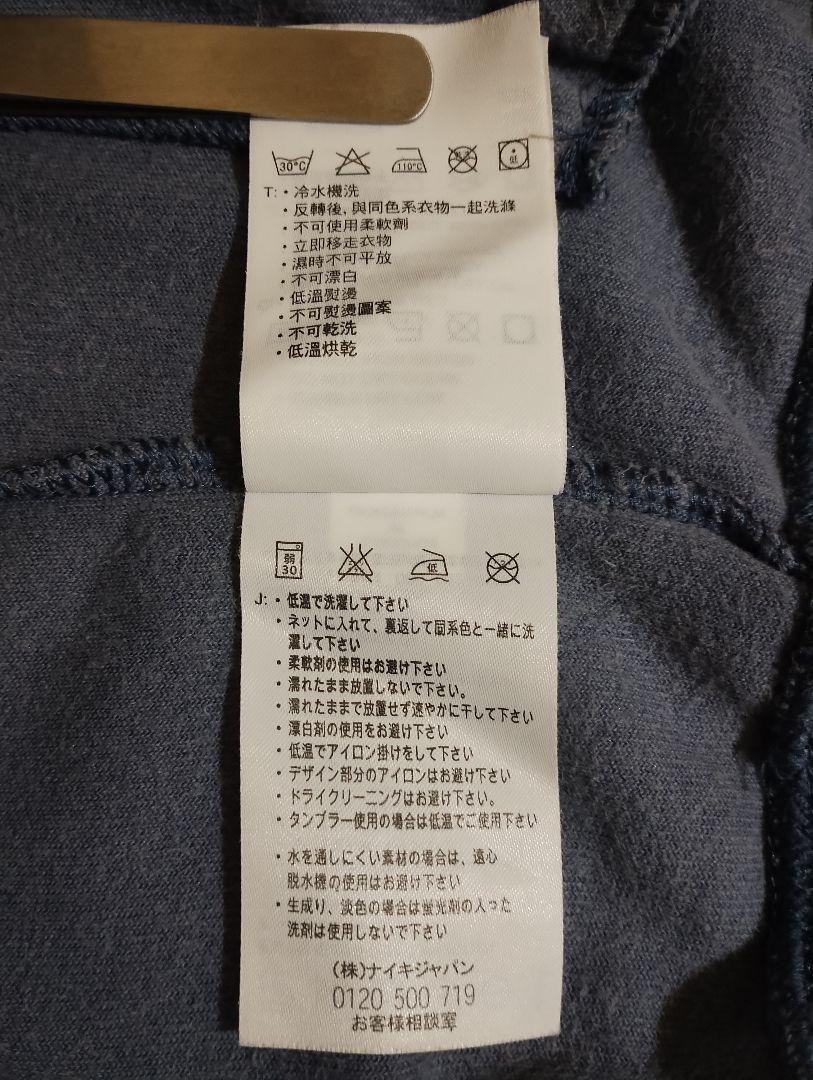 30°C 110°C 低
T: ・冷水機洗
・反轉後,與同色系衣物一起洗滌
・不可使用柔軟劑
・立即移走衣物
・濕時不可平放
・不可漂白
・低溫熨燙
・不可熨燙圖案
・不可乾洗
・低溫烘乾
弱 低
30
J: ・低温で洗濯して下さい
・ネットに入れて、裏返して同系色と一緒に洗
濯して下さい
・柔軟剤の使用はお避け下さい
・濡れたまま放置しないで下さい。
・濡れたままで放置せず速やかに干して下さい
・漂白剤の使用をお避け下さい
・低温でアイロン掛けをして下さい
・デザイン部分のアイロンはお避け下さい
・ドライクリーニングはお避け下さい。
・タンブラー使用の場合は低温でご使用下さい
・水を通しにくい素材の場合は、遠心
脱水機の使用はお避け下さい
・生成り、淡色の場合は蛍光剤の入った
洗剤は使用しないで下さい
(株)ナイキジャパン
0120 500 719
お客様相談室